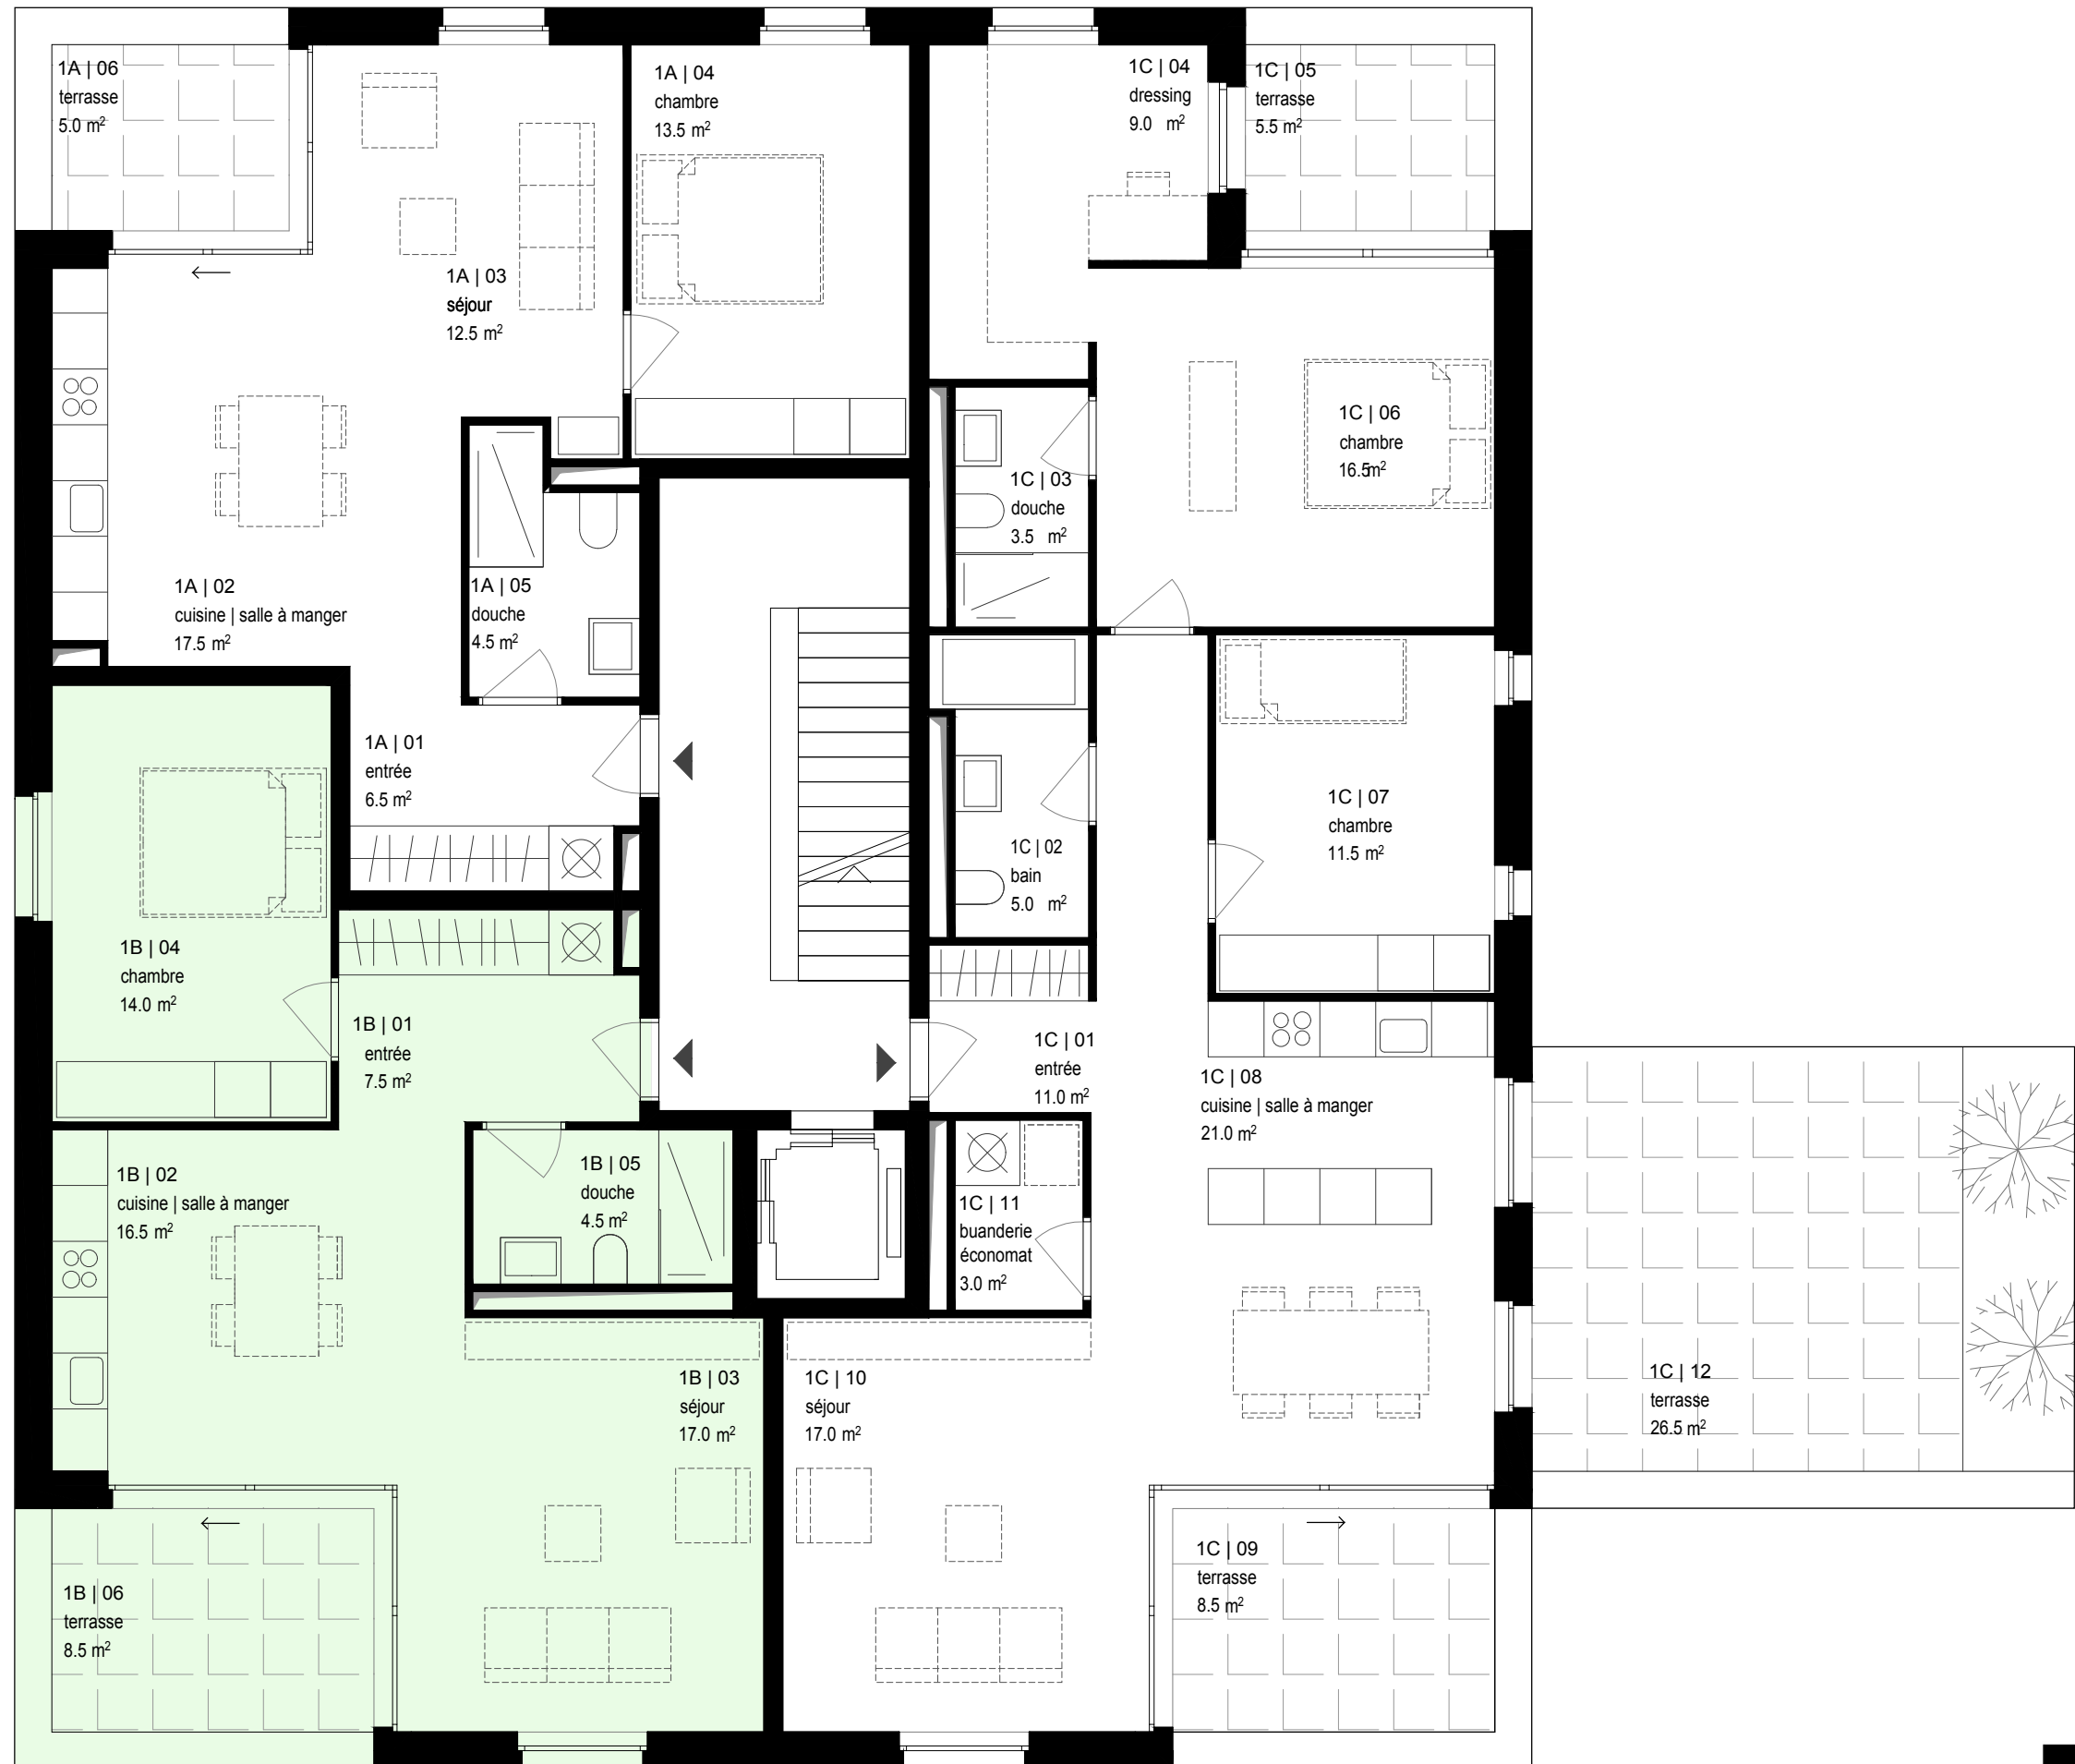 1A | 06
terrasse
5.0 m²
1A | 04
chambre
13.5 m²
1C | 04
dressing
9.0 m²
1C | 05
terrasse
5.5 m²
1A | 03
séjour
12.5 m²
1C | 06
chambre
16.5m²
1C | 03
douche
3.5 m²
1A | 02
cuisine | salle à manger
17.5 m²
1A | 05
douche
4.5 m²
1A | 01
entrée
6.5 m²
1C | 07
chambre
11.5 m²
1C | 02
bain
5.0 m²
1B | 04
chambre
14.0 m²
1B | 01
entrée
7.5 m²
1C | 01
entrée
11.0 m²
1C | 08
cuisine | salle à manger
21.0 m²
1B | 02
cuisine | salle à manger
16.5 m²
1B | 05
douche
4.5 m²
1C | 11
buanderie
économat
3.0 m²
1B | 03
séjour
17.0 m²
1C | 10
séjour
17.0 m²
1C | 12
terrasse
26.5 m²
1B | 06
terrasse
8.5 m²
1C | 09
terrasse
8.5 m²